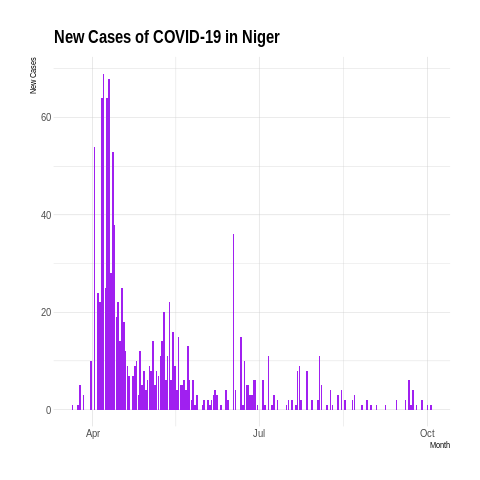 New Cases of COVID-19 in Niger
New Cases
60
40
20
0
Apr
Jul
Oct
Month